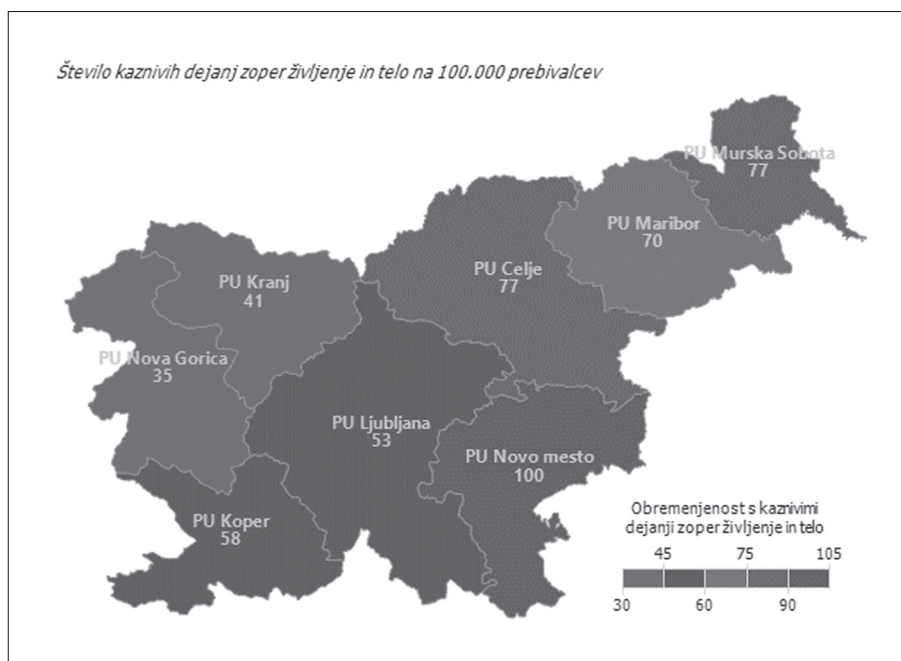 Število kaznivih dejanj zoper življenje in telo na 100.000 prebivalcev
PU Murska Sobota
77
PU Maribor
70
PU Celje
77
PU Kranj
41
PU Nova Gorica
35
PU Ljubljana
53
PU Novo mesto
100
PU Koper
58
Obremenjenost s kaznivimi
dejanji zoper življenje in telo
45 75 105
30 60 90